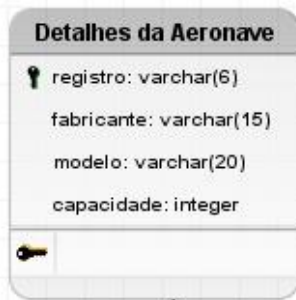 Detalhes da Aeronave
registro: varchar(6)
fabricante: varchar(15)
modelo: varchar(20)
capacidade: integer